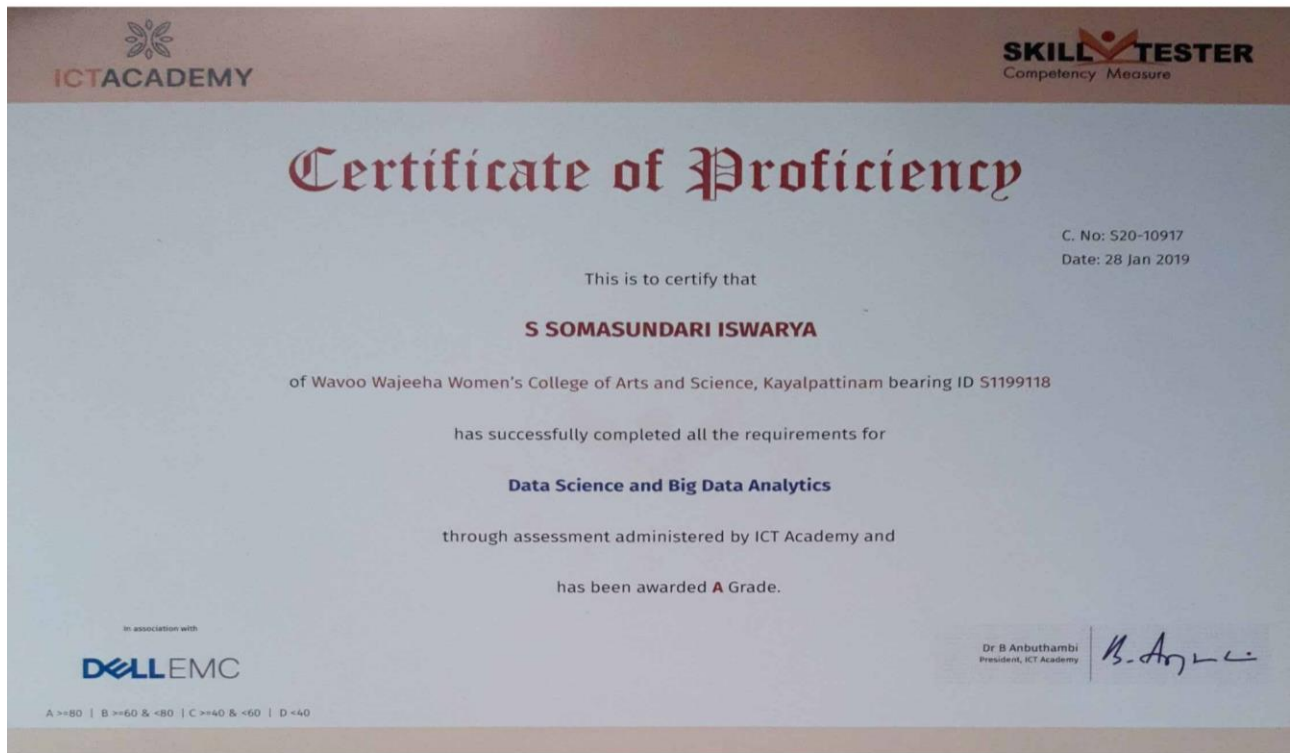 ICTACADEMY
SKILL TESTER
Competency Measure
Certificate of Proficiency
C. No: S20-10917
Date: 28 Jan 2019
This is to certify that
S SOMASUNDARI ISWARYA
of Wavoo Wajeeha Women's College of Arts and Science, Kayalpattinam bearing ID S1199118
has successfully completed all the requirements for
Data Science and Big Data Analytics
through assessment administered by ICT Academy and
has been awarded A Grade.
In association with
DELLEMC
Dr B Anbuthambi
President, ICT Academy
A >=80 | B >=60 & <80 | C >=40 & <60 | D <40